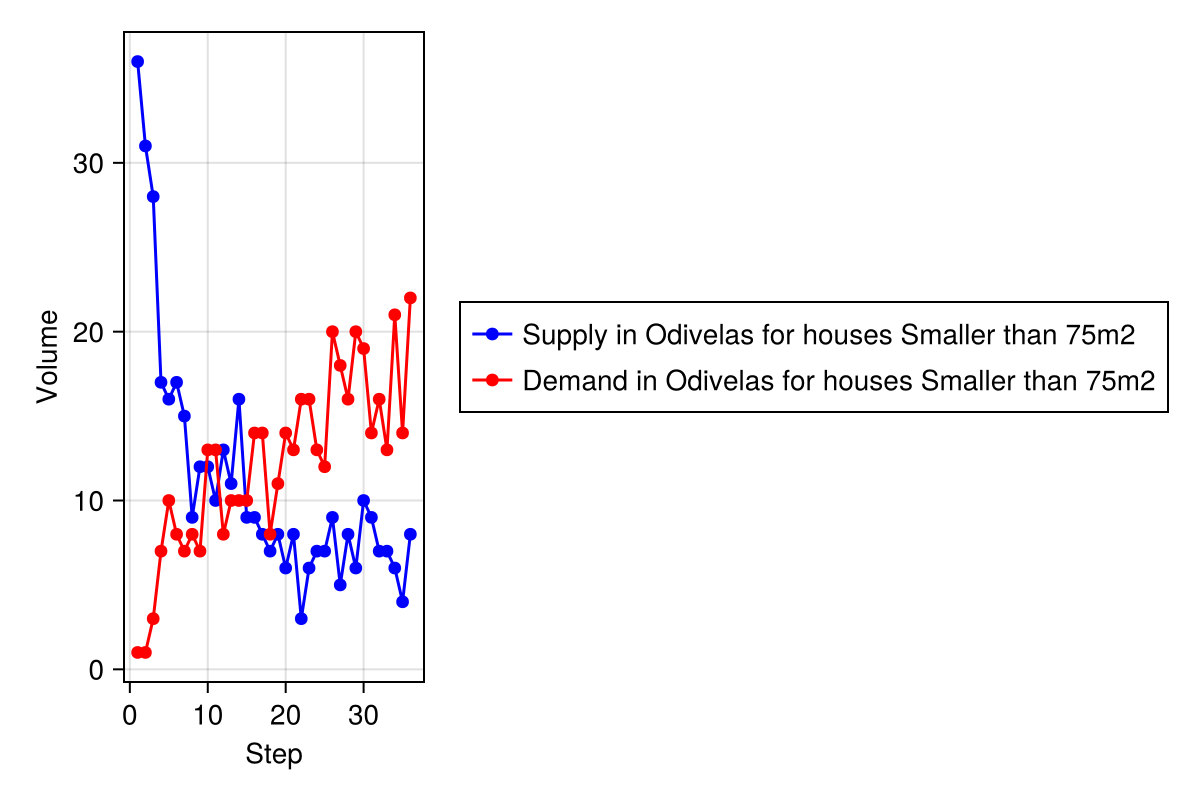 Volume
30
20
10
0
0 10 20 30
Step
Supply in Odivelas for houses Smaller than 75m2
Demand in Odivelas for houses Smaller than 75m2